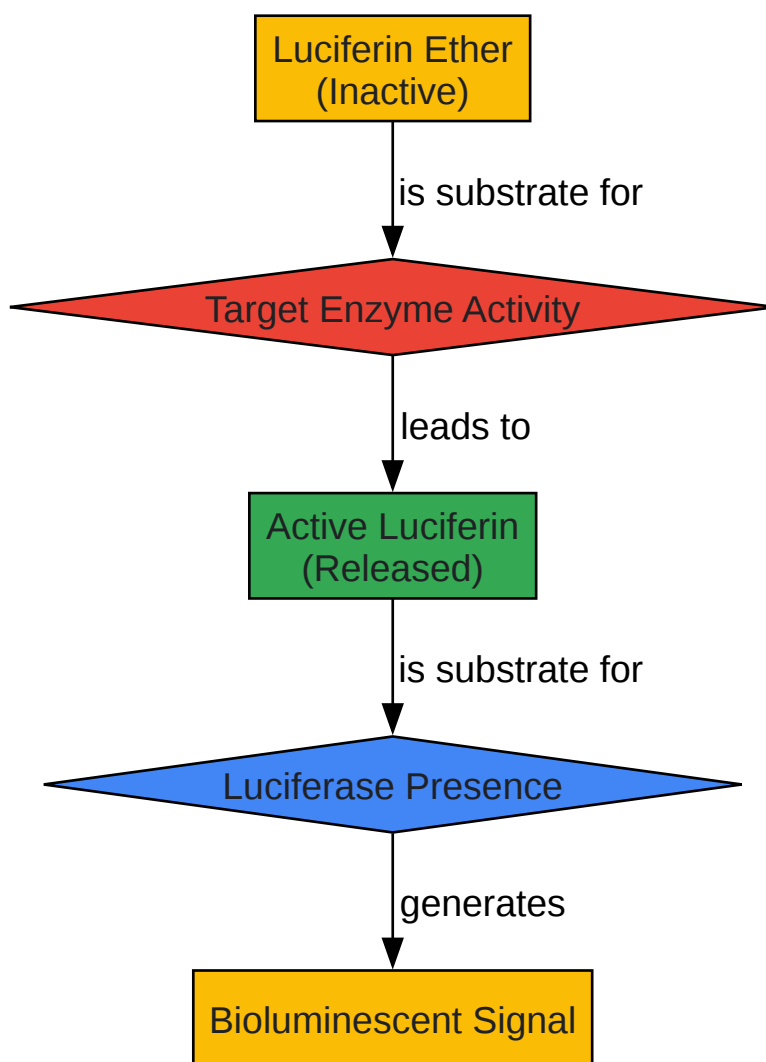 Luciferin Ether
(Inactive)
is substrate for
Target Enzyme Activity
leads to
Active Luciferin
(Released)
is substrate for
Luciferase Presence
generates
Bioluminescent Signal